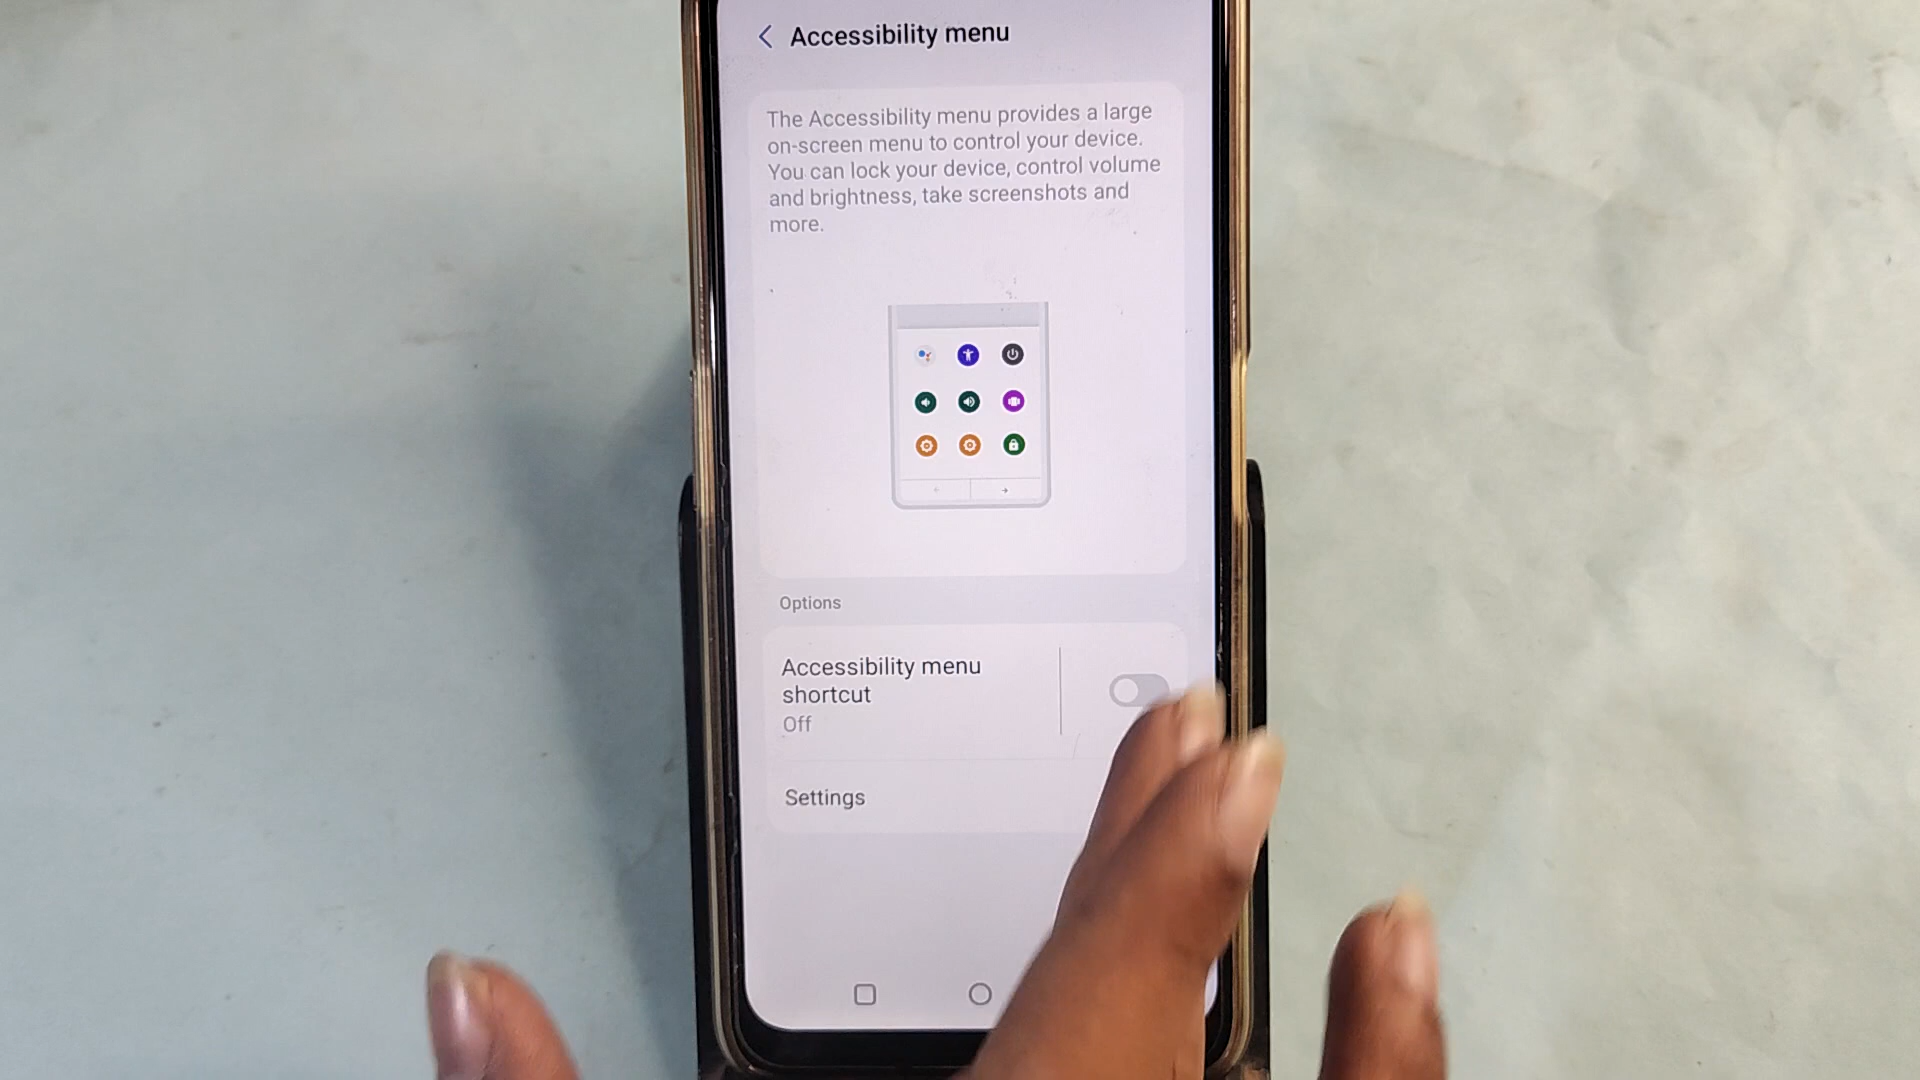 Accessibility menu
The Accessibility menu provides a large
on-screen menu to control your device.
You can lock your device, control volume
and brightness, take screenshots and
more.
Options
Accessibility menu
shortcut
Off
Settings